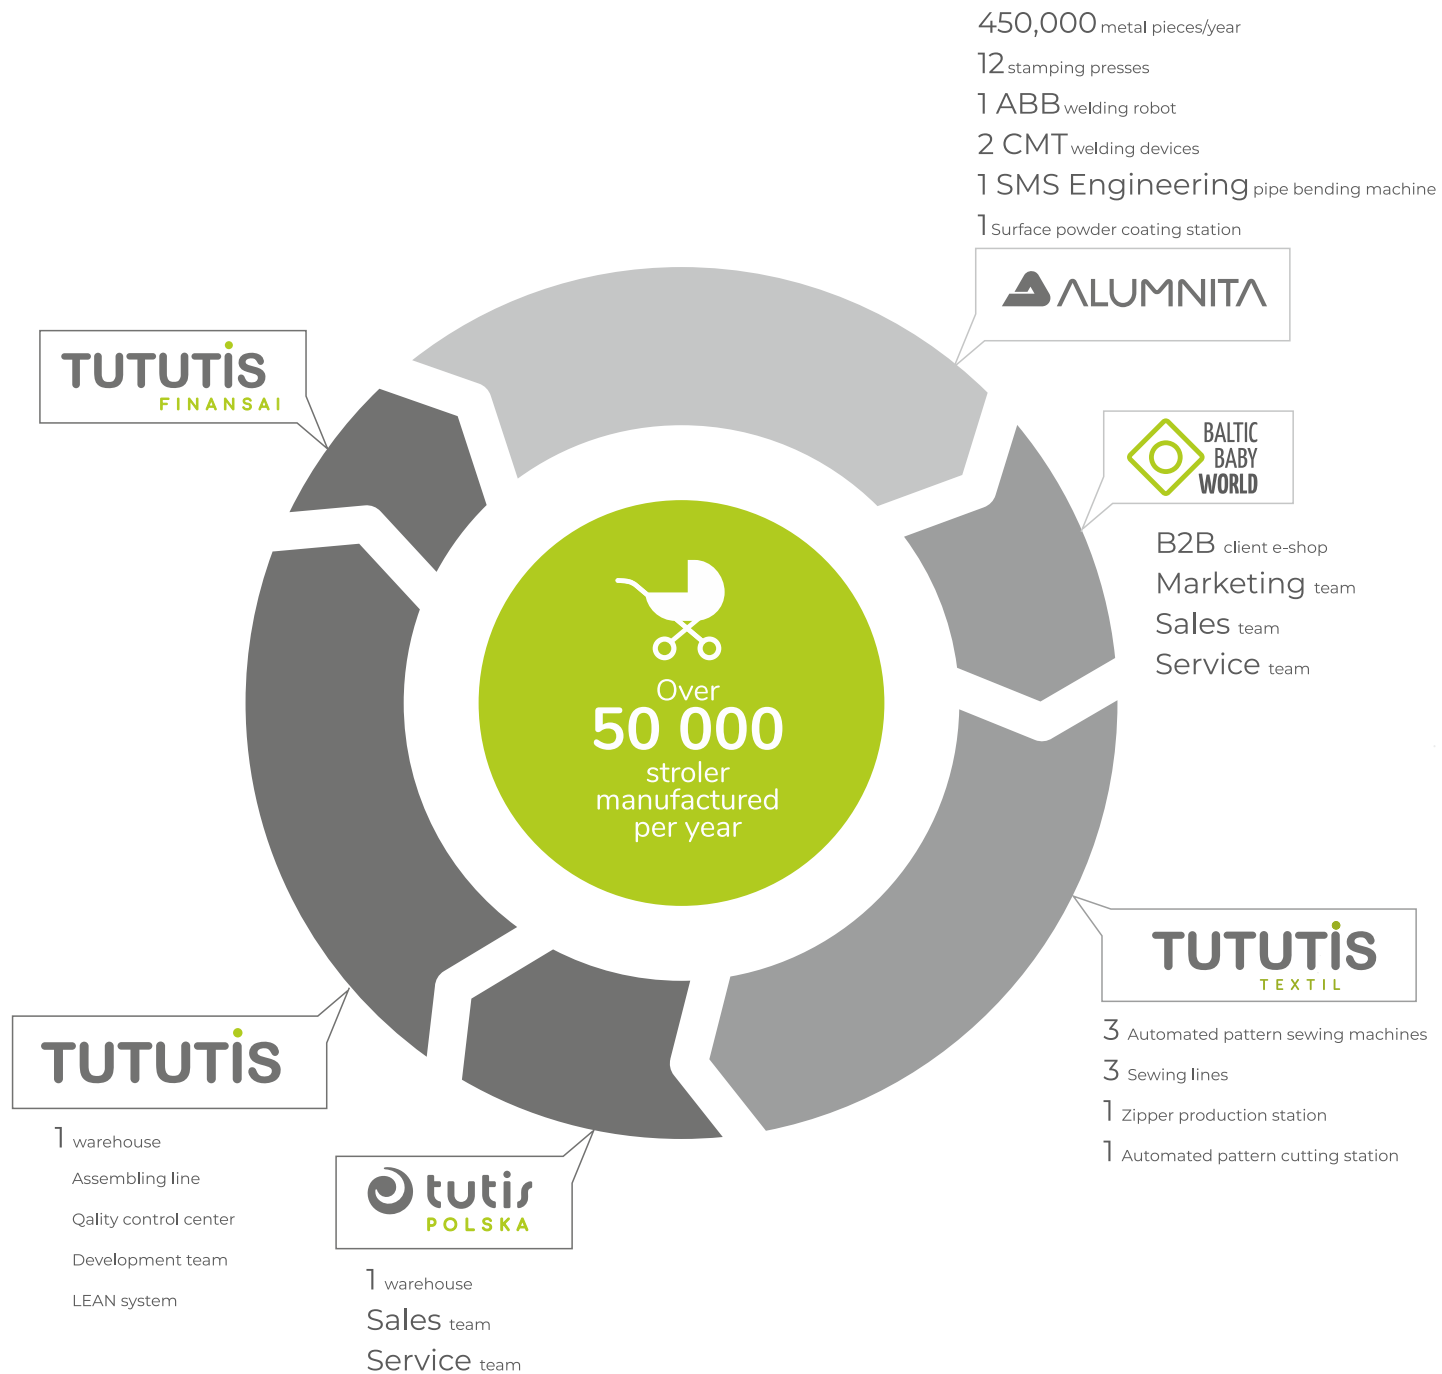 450,000 metal pieces/year
12 stamping presses
1 ABB welding robot
2 CMT welding devices
1 SMS Engineering pipe bending machine
1 Surface powder coating station
ALUMNITA
TUTUTIS
FINANSAI
BALTIC
BABY
WORLD
B2B client e-shop
Marketing team
Sales team
Service team
Over
50 000
stroler
manufactured
per year
TUTUTIS
TEXTIL
3 Automated pattern sewing machines
3 Sewing lines
1 Zipper production station
1 Automated pattern cutting station
TUTUTIS
1 warehouse
Assembling line
Qality control center
Development team
LEAN system
tutis
POLSKA
1 warehouse
Sales team
Service team